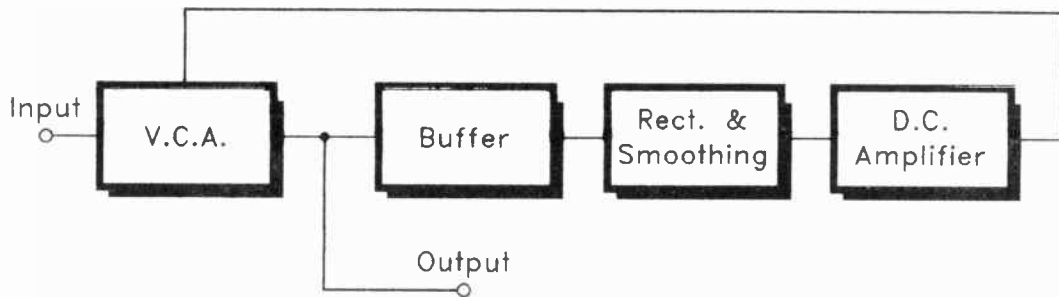 Input
V.C.A.
Buffer
Rect. &
Smoothing
D.C.
Amplifier
Output